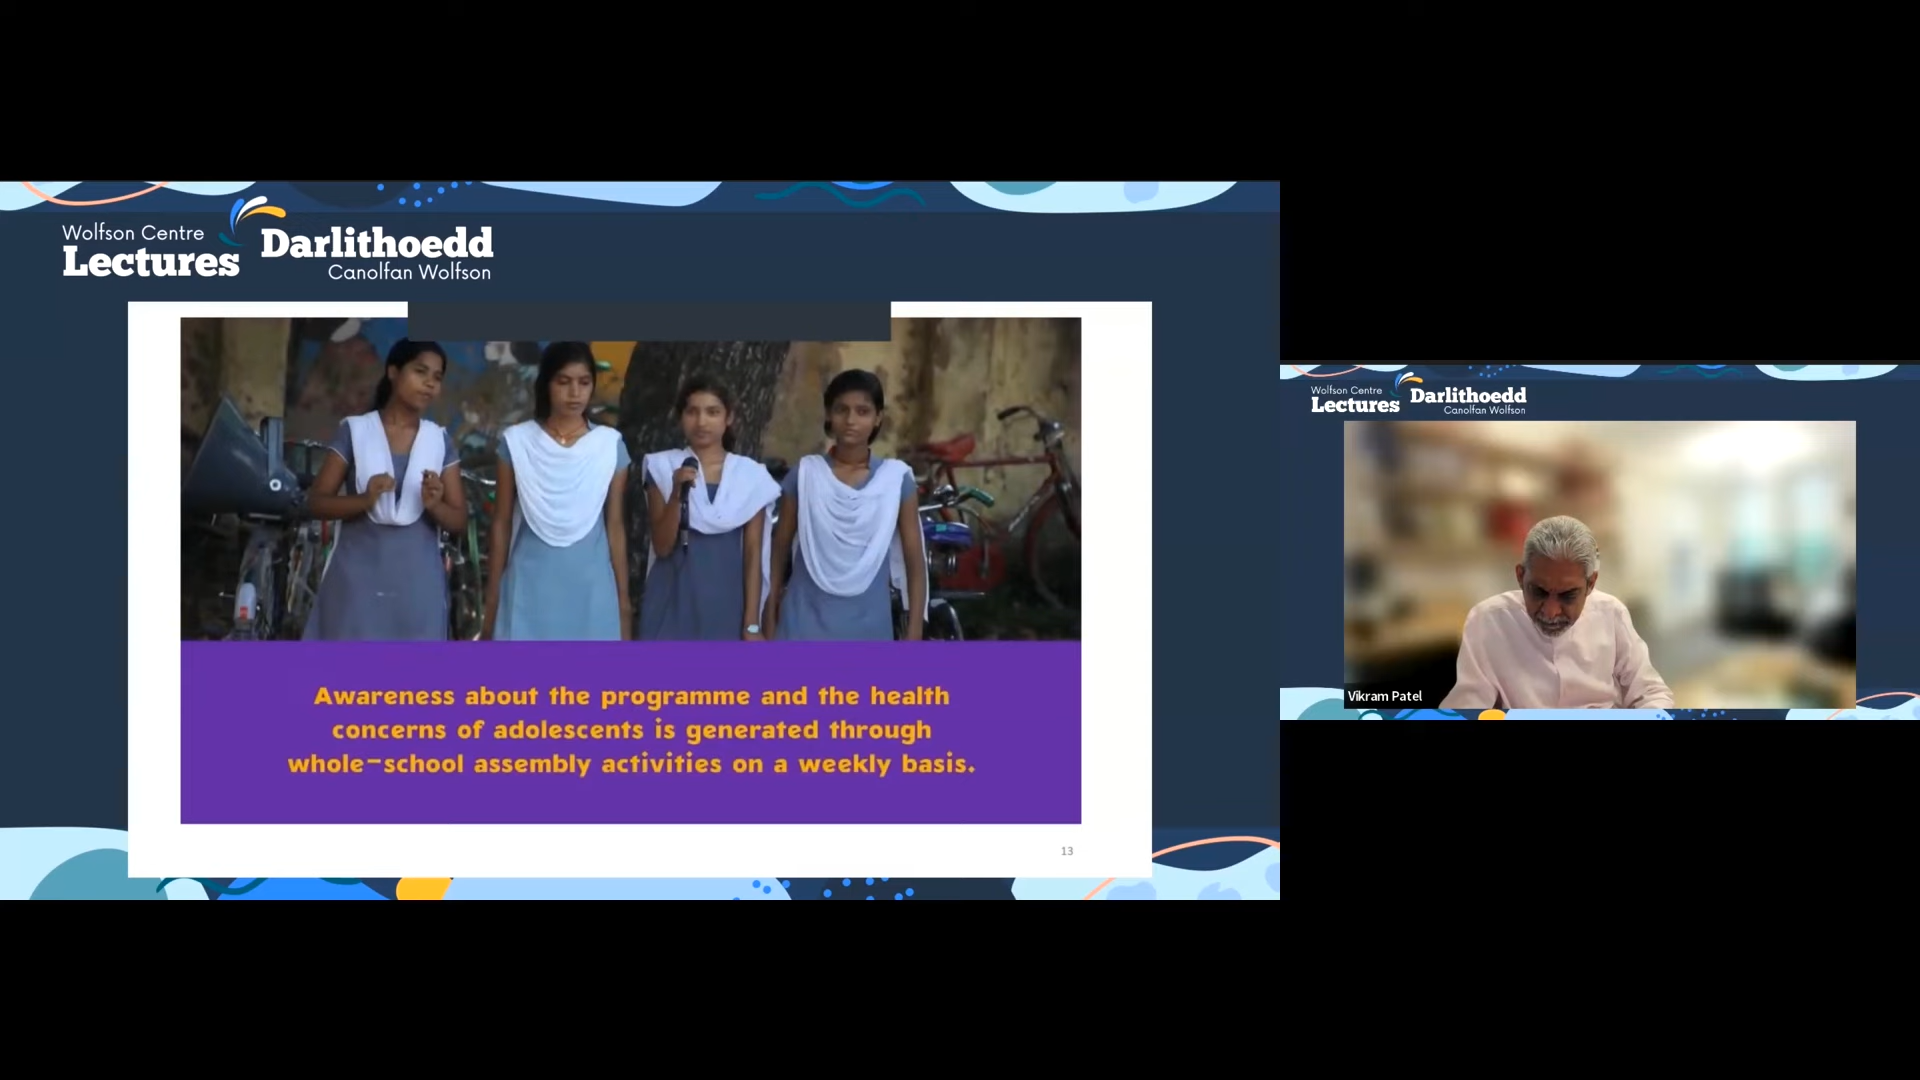 Wolfson Centre
Lectures
Darlithoedd
Canolfan Wolfson
Awareness about the programme and the health
concerns of adolescents is generated through
whole-school assembly activities on a weekly basis.
13
Wolfson Centre
Lectures
Darlithoedd
Canolfan Wolfson
Vikram Patel